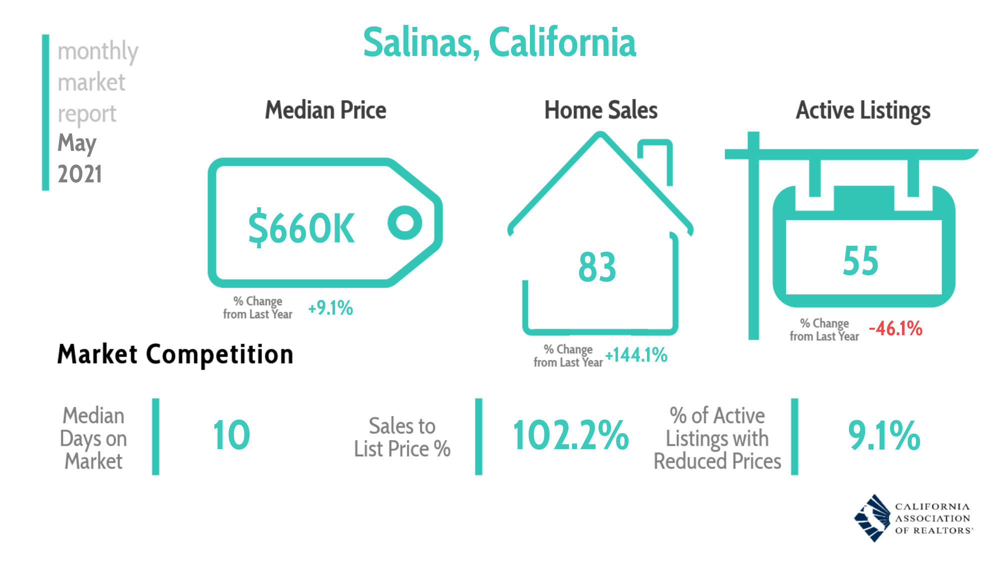 Salinas, California
monthly
market
report
May
2021
Median Price
$660K
% Change
from Last Year
+9.1%
Home Sales
83
% Change
from Last Year
+144.1%
Active Listings
55
% Change
from Last Year
-46.1%
Market Competition
Median
Days on
Market
10
Sales to
List Price %
102.2%
% of Active
Listings with
Reduced Prices
9.1%
CALIFORNIA
ASSOCIATION
OF REALTORS®